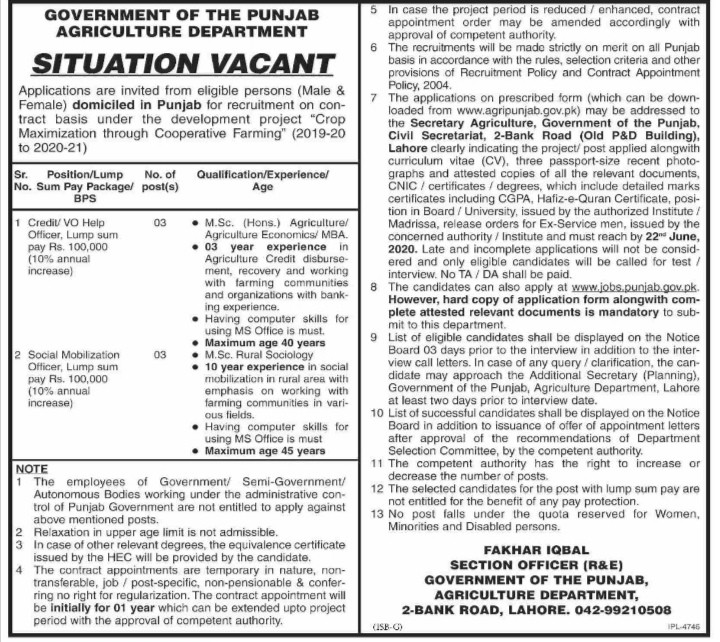 GOVERNMENT OF THE PUNJAB
AGRICULTURE DEPARTMENT
SITUATION VACANT
Applications are invited from eligible persons (Male &
Female) domiciled in Punjab for recruitment on con-
tract basis under the development project “Crop
Maximization through Cooperative Farming” (2019-20
to 2020-21)
Sr. Position/Lump No. of Qualification/Experience/
No. Sum Pay Package/ post(s) Age
BPS
1 Credit/ VO Help 03 • M.Sc. (Hons.) Agriculture/
Officer, Lump sum Agriculture Economics/ MBA.
pay Rs. 100,000 • 03 year experience in
(10% annual Agriculture Credit disburse-
increase) ment, recovery and working
with farming communities
and organizations with bank-
ing experience.
• Having computer skills for
using MS Office is must.
• Maximum age 40 years
2 Social Mobilization 03 • M.Sc. Rural Sociology
Officer, Lump sum • 10 year experience in social
pay Rs. 100,000 mobilization in rural area with
(10% annual emphasis on working with
increase) farming communities in vari-
ous fields.
• Having computer skills for
using MS Office is must
• Maximum age 45 years
NOTE
1 The employees of Government/ Semi-Government/
Autonomous Bodies working under the administrative con-
trol of Punjab Government are not entitled to apply against
above mentioned posts.
2 Relaxation in upper age limit is not admissible.
3 In case of other relevant degrees, the equivalence certificate
issued by the HEC will be provided by the candidate.
4 The contract appointments are temporary in nature, non-
transferable, job / post-specific, non-pensionable & confer-
ring no right for regularization. The contract appointment will
be initially for 01 year which can be extended upto project
period with the approval of competent authority.
5 In case the project period is reduced / enhanced, contract
appointment order may be amended accordingly with
approval of competent authority.
6 The recruitments will be made strictly on merit on all Punjab
basis in accordance with the rules, selection criteria and other
provisions of Recruitment Policy and Contract Appointment
Policy, 2004.
7 The applications on prescribed form (which can be down-
loaded from www.agripunjab.gov.pk) may be addressed to
the Secretary Agriculture, Government of the Punjab,
Civil Secretariat, 2-Bank Road (Old P&D Building),
Lahore clearly indicating the project/ post applied alongwith
curriculum vitae (CV), three passport-size recent photo-
graphs and attested copies of all the relevant documents,
CNIC / certificates / degrees, which include detailed marks
certificates including CGPA, Hafiz-e-Quran Certificate, posi-
tion in Board / University, issued by the authorized Institute /
Madrissa, release orders for Ex-Service men, issued by the
concerned authority / Institute and must reach by 22nd June,
2020. Late and incomplete applications will not be consid-
ered and only eligible candidates will be called for test /
interview. No TA / DA shall be paid.
8 The candidates can also apply at www.jobs.punjab.gov.pk.
However, hard copy of application form alongwith com-
plete attested relevant documents is mandatory to sub-
mit to this department.
9 List of eligible candidates shall be displayed on the Notice
Board 03 days prior to the interview in addition to the inter-
view call letters. In case of any query / clarification, the can-
didate may approach the Additional Secretary (Planning),
Government of the Punjab, Agriculture Department, Lahore
at least two days prior to interview date.
10 List of successful candidates shall be displayed on the Notice
Board in addition to issuance of offer of appointment letters
after approval of the recommendations of Department
Selection Committee, by the competent authority.
11 The competent authority has the right to increase or
decrease the number of posts.
12 The selected candidates for the post with lump sum pay are
not entitled for the benefit of any pay protection.
13 No post falls under the quota reserved for Women,
Minorities and Disabled persons.
FAKHAR IQBAL
SECTION OFFICER (R&E)
GOVERNMENT OF THE PUNJAB,
AGRICULTURE DEPARTMENT,
2-BANK ROAD, LAHORE. 042-99210508
(ISB-G) IPL-4746